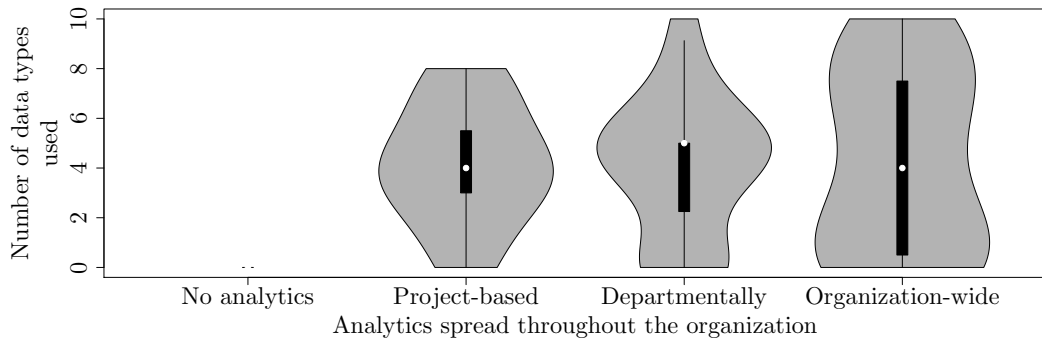 Number of data types
used
10
8
6
4
2
0
No analytics
Project-based
Departmentally
Organization-wide
Analytics spread throughout the organization